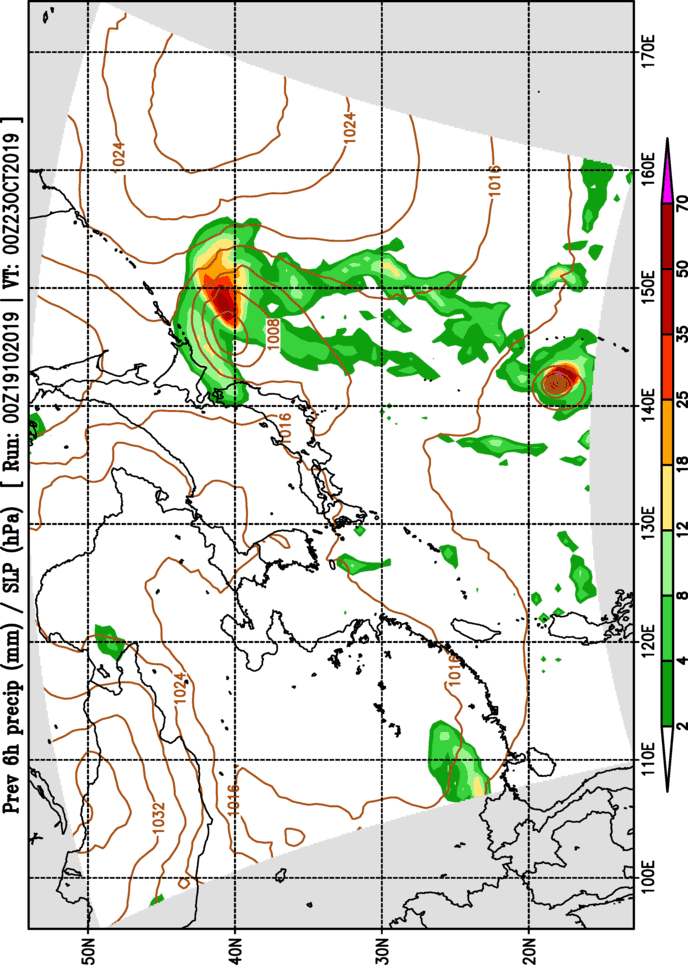 Prev 6h precip (mm) / SLP (hPa) [ Run: 00Z19OCT2019 | VT: 00Z23OCT2019 ]
50N
40N
30N
20N
100E
110E
120E
130E
140E
150E
160E
170E
1032
1016
1024
1016
1016
1008
1016
1024
1024
2
4
8
12
18
25
35
50
70